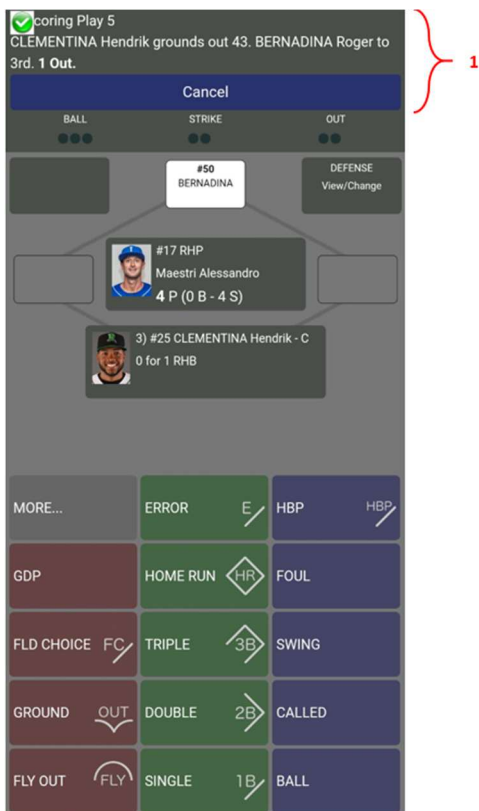 coring Play 5
CLEMENTINA Hendrik grounds out 43. BERNADINA Roger to
3rd. 1 Out.
1
Cancel
BALL STRIKE OUT
#50
BERNADINA
DEFENSE
View/Change
#17 RHP
Maestri Alessandro
4 P (0 B - 4 S)
3) #25 CLEMENTINA Hendrik - C
0 for 1 RHB
MORE... ERROR E HBP HBP
GDP HOME RUN HR FOUL
FLD CHOICE FC TRIPLE 3B SWING
GROUND OUT DOUBLE 2B CALLED
FLY OUT FLY SINGLE 1B BALL